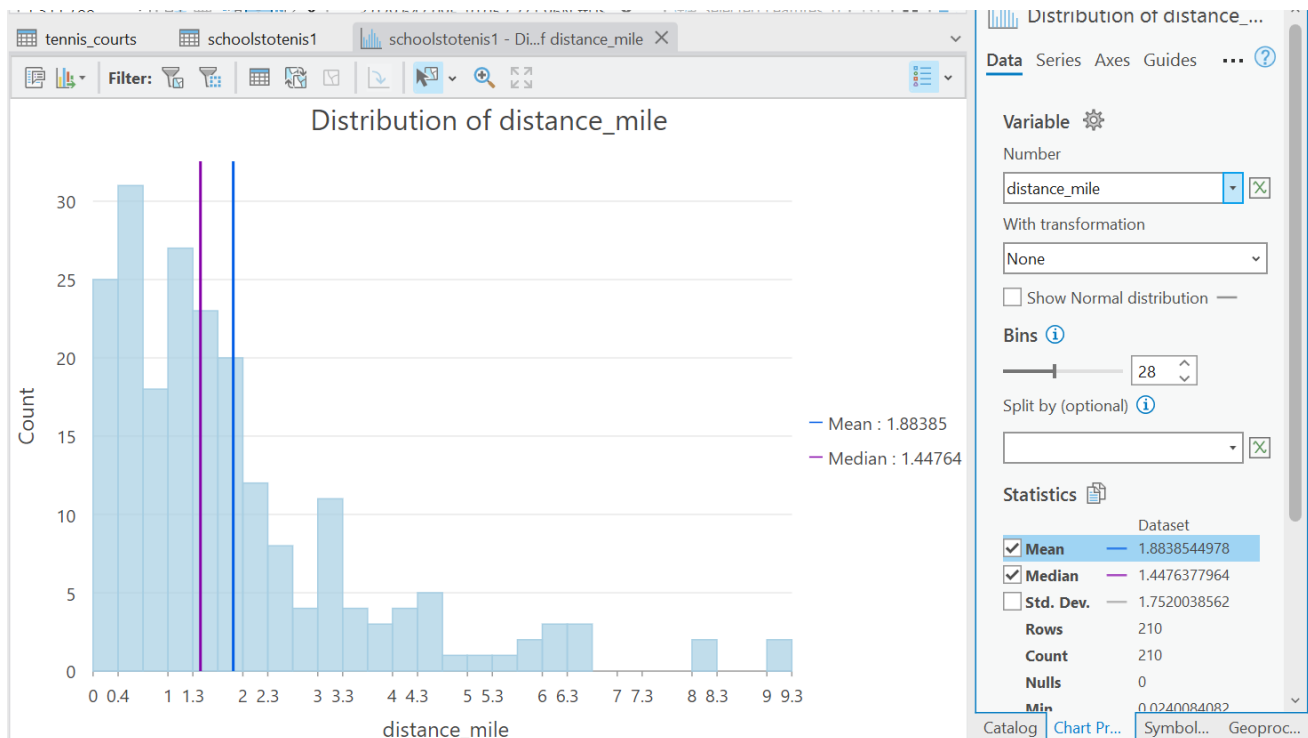 tennis_courts
schoolstotenis1
schoolstotenis1 - Di...f distance_mile
Filter:
Distribution of distance_mile
Count
30
25
20
15
10
5
0
0 0.4 1 1.3 2 2.3 3 3.3 4 4.3 5 5.3 6 6.3 7 7.3 8 8.3 9 9.3
distance_mile
Mean : 1.88385
Median : 1.44764
Distribution of distance_...
Data Series Axes Guides ...
Variable
Number
distance_mile
With transformation
None
Show Normal distribution
Bins
28
Split by (optional)
Statistics
Dataset
Mean 1.8838544978
Median 1.4476377964
Std. Dev. 1.7520038562
Rows 210
Count 210
Nulls 0
Min 0.0240084082
Catalog Chart Pr... Symbol... Geoproc...